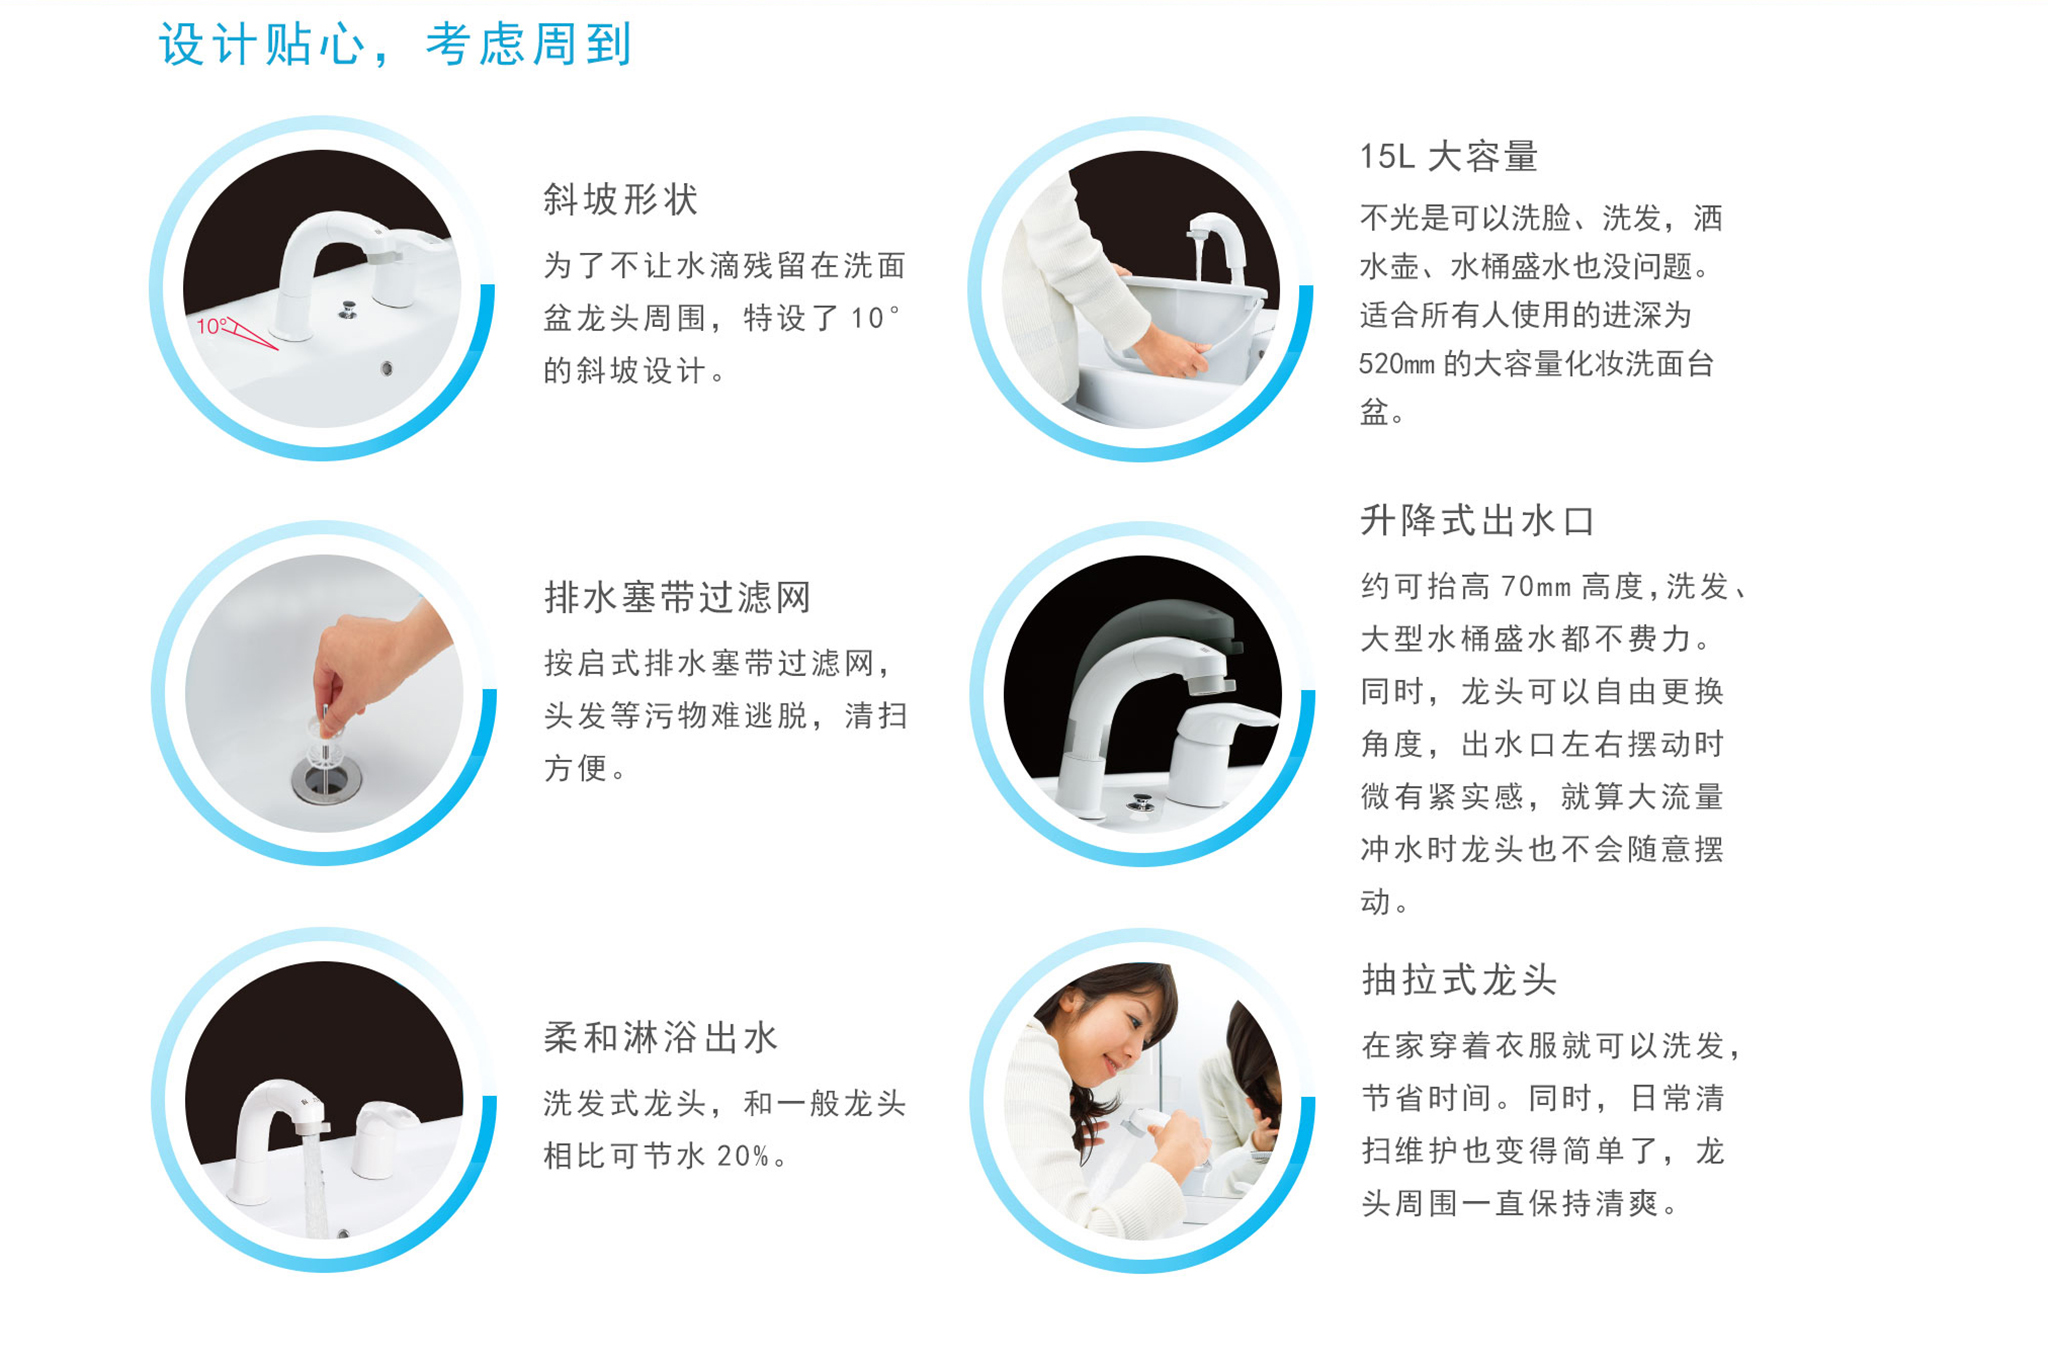 设计贴心，考虑周到
斜坡形状
为了不让水滴残留在洗面
盆龙头周围，特设了 10°
的斜坡设计。
10°
15L 大容量
不光是可以洗脸、洗发，洒
水壶、水桶盛水也没问题。
适合所有人使用的进深为
520mm 的大容量化妆洗面台
盆。
排水塞带过滤网
按启式排水塞带过滤网，
头发等污物难逃脱，清扫
方便。
升降式出水口
约可抬高 70mm 高度,洗发、
大型水桶盛水都不费力。
同时，龙头可以自由更换
角度，出水口左右摆动时
微有紧实感，就算大流量
冲水时龙头也不会随意摆
动。
柔和淋浴出水
洗发式龙头，和一般龙头
相比可节水 20%。
抽拉式龙头
在家穿着衣服就可以洗发，
节省时间。同时，日常清
扫维护也变得简单了，龙
头周围一直保持清爽。